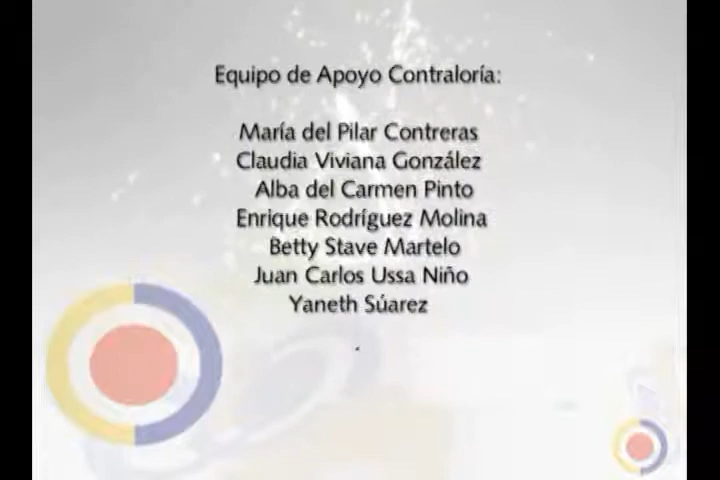 Equipo de Apoyo Contraloría:
María del Pilar Contreras
Claudia Viviana González
Alba del Carmen Pinto
Enrique Rodríguez Molina
Betty Stave Martelo
Juan Carlos Ussa Niño
Yaneth Súarez